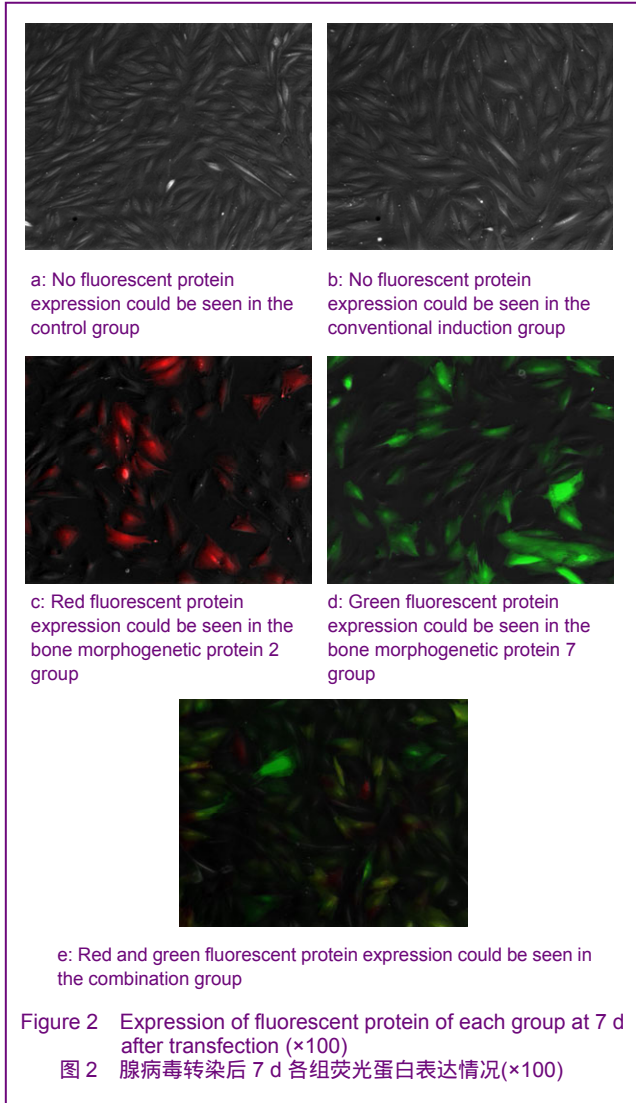 a: No fluorescent protein
expression could be seen in the
control group
b: No fluorescent protein
expression could be seen in the
conventional induction group
c: Red fluorescent protein
expression could be seen in the
bone morphogenetic protein 2
group
d: Green fluorescent protein
expression could be seen in the
bone morphogenetic protein 7
group
e: Red and green fluorescent protein expression could be seen in
the combination group
Figure 2 Expression of fluorescent protein of each group at 7 d
after transfection (×100)
图 2 腺病毒转染后 7 d 各组荧光蛋白表达情况(×100)